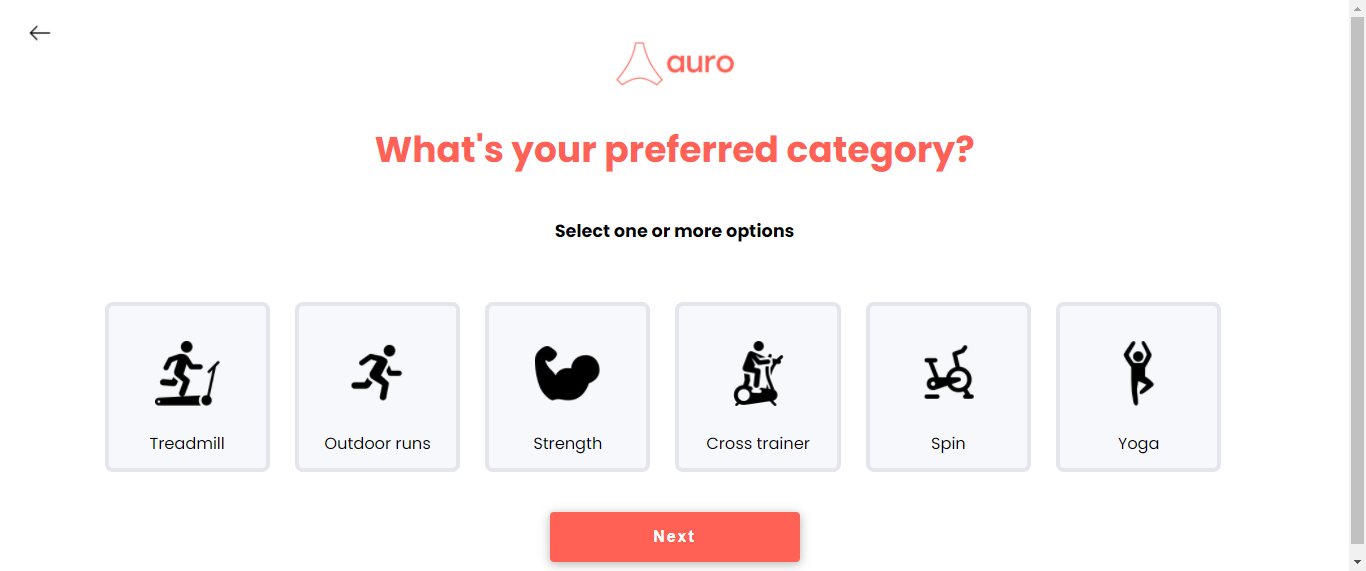 auro
What's your preferred category?
Select one or more options
Treadmill
Outdoor runs
Strength
Cross trainer
Spin
Yoga
Next